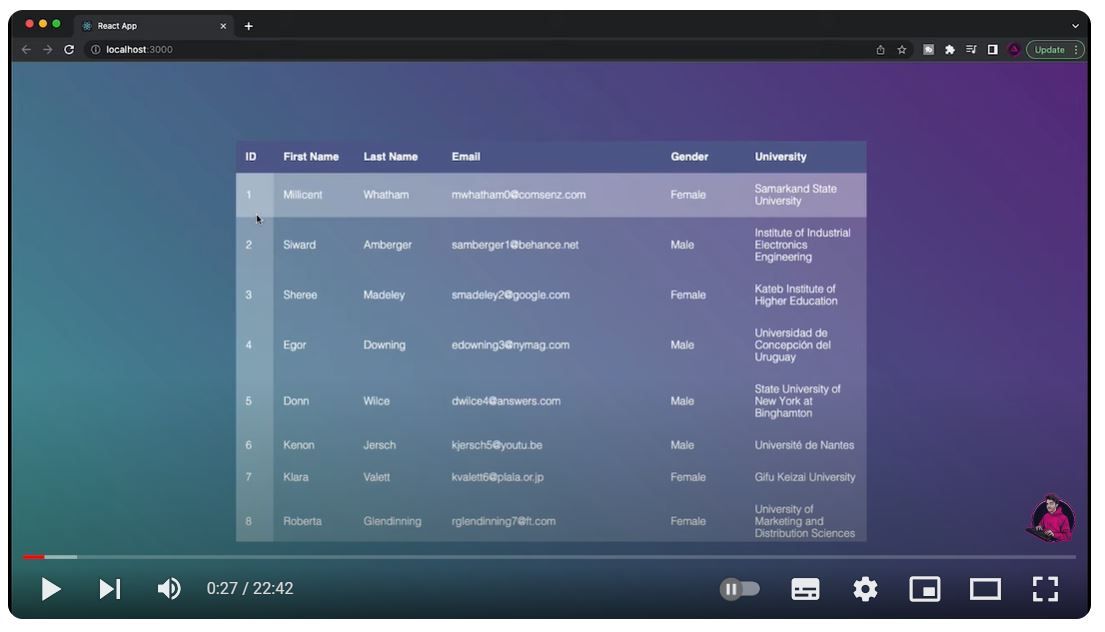 React App
localhost:3000
Update
ID First Name Last Name Email Gender University
1 Millicent Whatham mwhatham0@comsenz.com Female Samarkand State
University
2 Siward Amberger samberger1@behance.net Male Institute of Industrial
Electronics
Engineering
3 Sheree Madeley smadeley2@google.com Female Kateb Institute of
Higher Education
4 Egor Downing edowning3@nymag.com Male Universidad de
Concepción del
Uruguay
5 Donn Wilce dwilce4@answers.com Male State University of
New York at
Binghamton
6 Kenon Jersch kjersch5@youtu.be Male Université de Nantes
7 Klara Valett kvalett6@plala.or.jp Female Gifu Keizai University
8 Roberta Glendinning rglendinning7@ft.com Female University of
Marketing and
Distribution Sciences
0:27 / 22:42